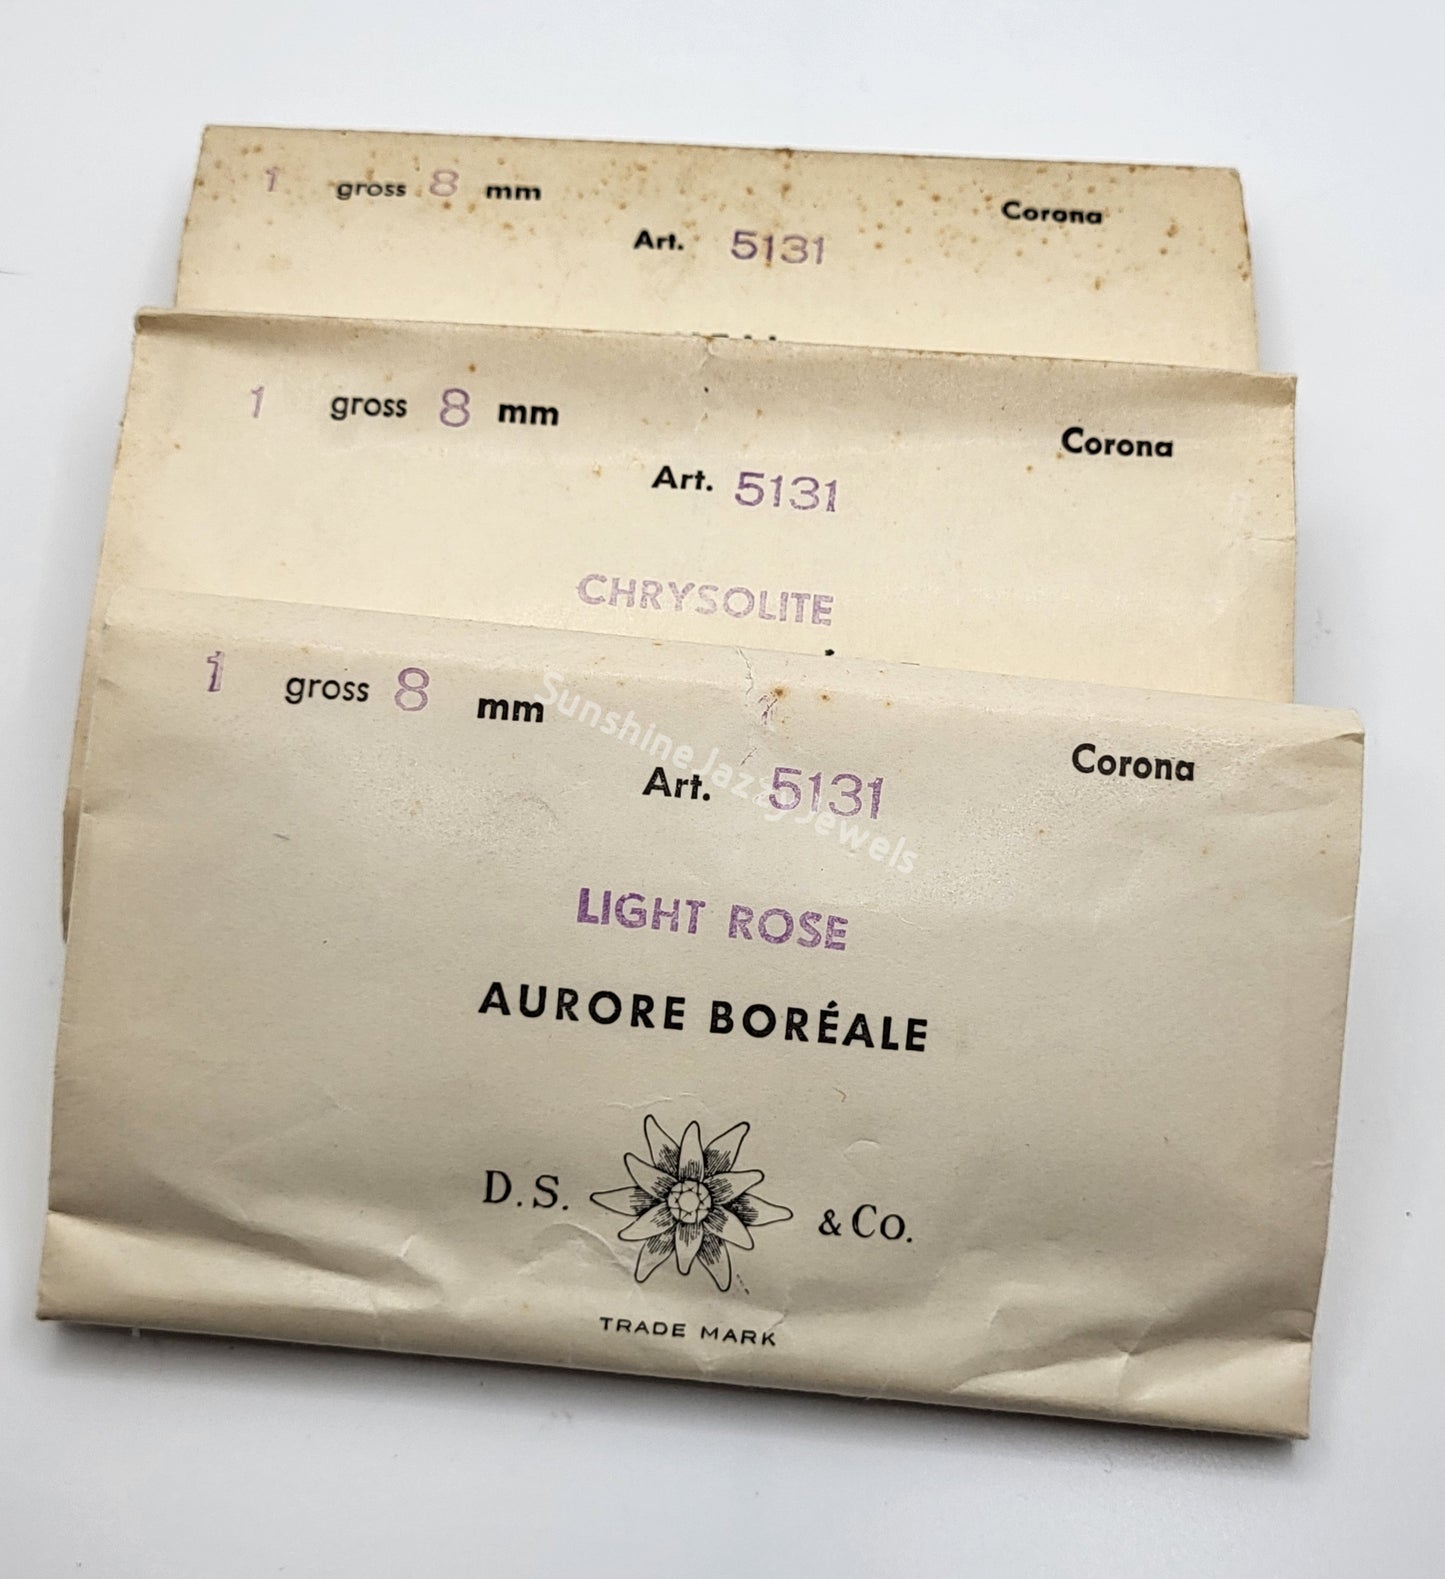 1 gross 8 mm Corona
Art. 5131
1 gross 8 mm Corona
Art. 5131
CHRYSOLITE
1 gross 8 mm Corona
Art. 5131
LIGHT ROSE
AURORE BORÉALE
D.S. & Co.
TRADE MARK
SunshineJazzyJewels